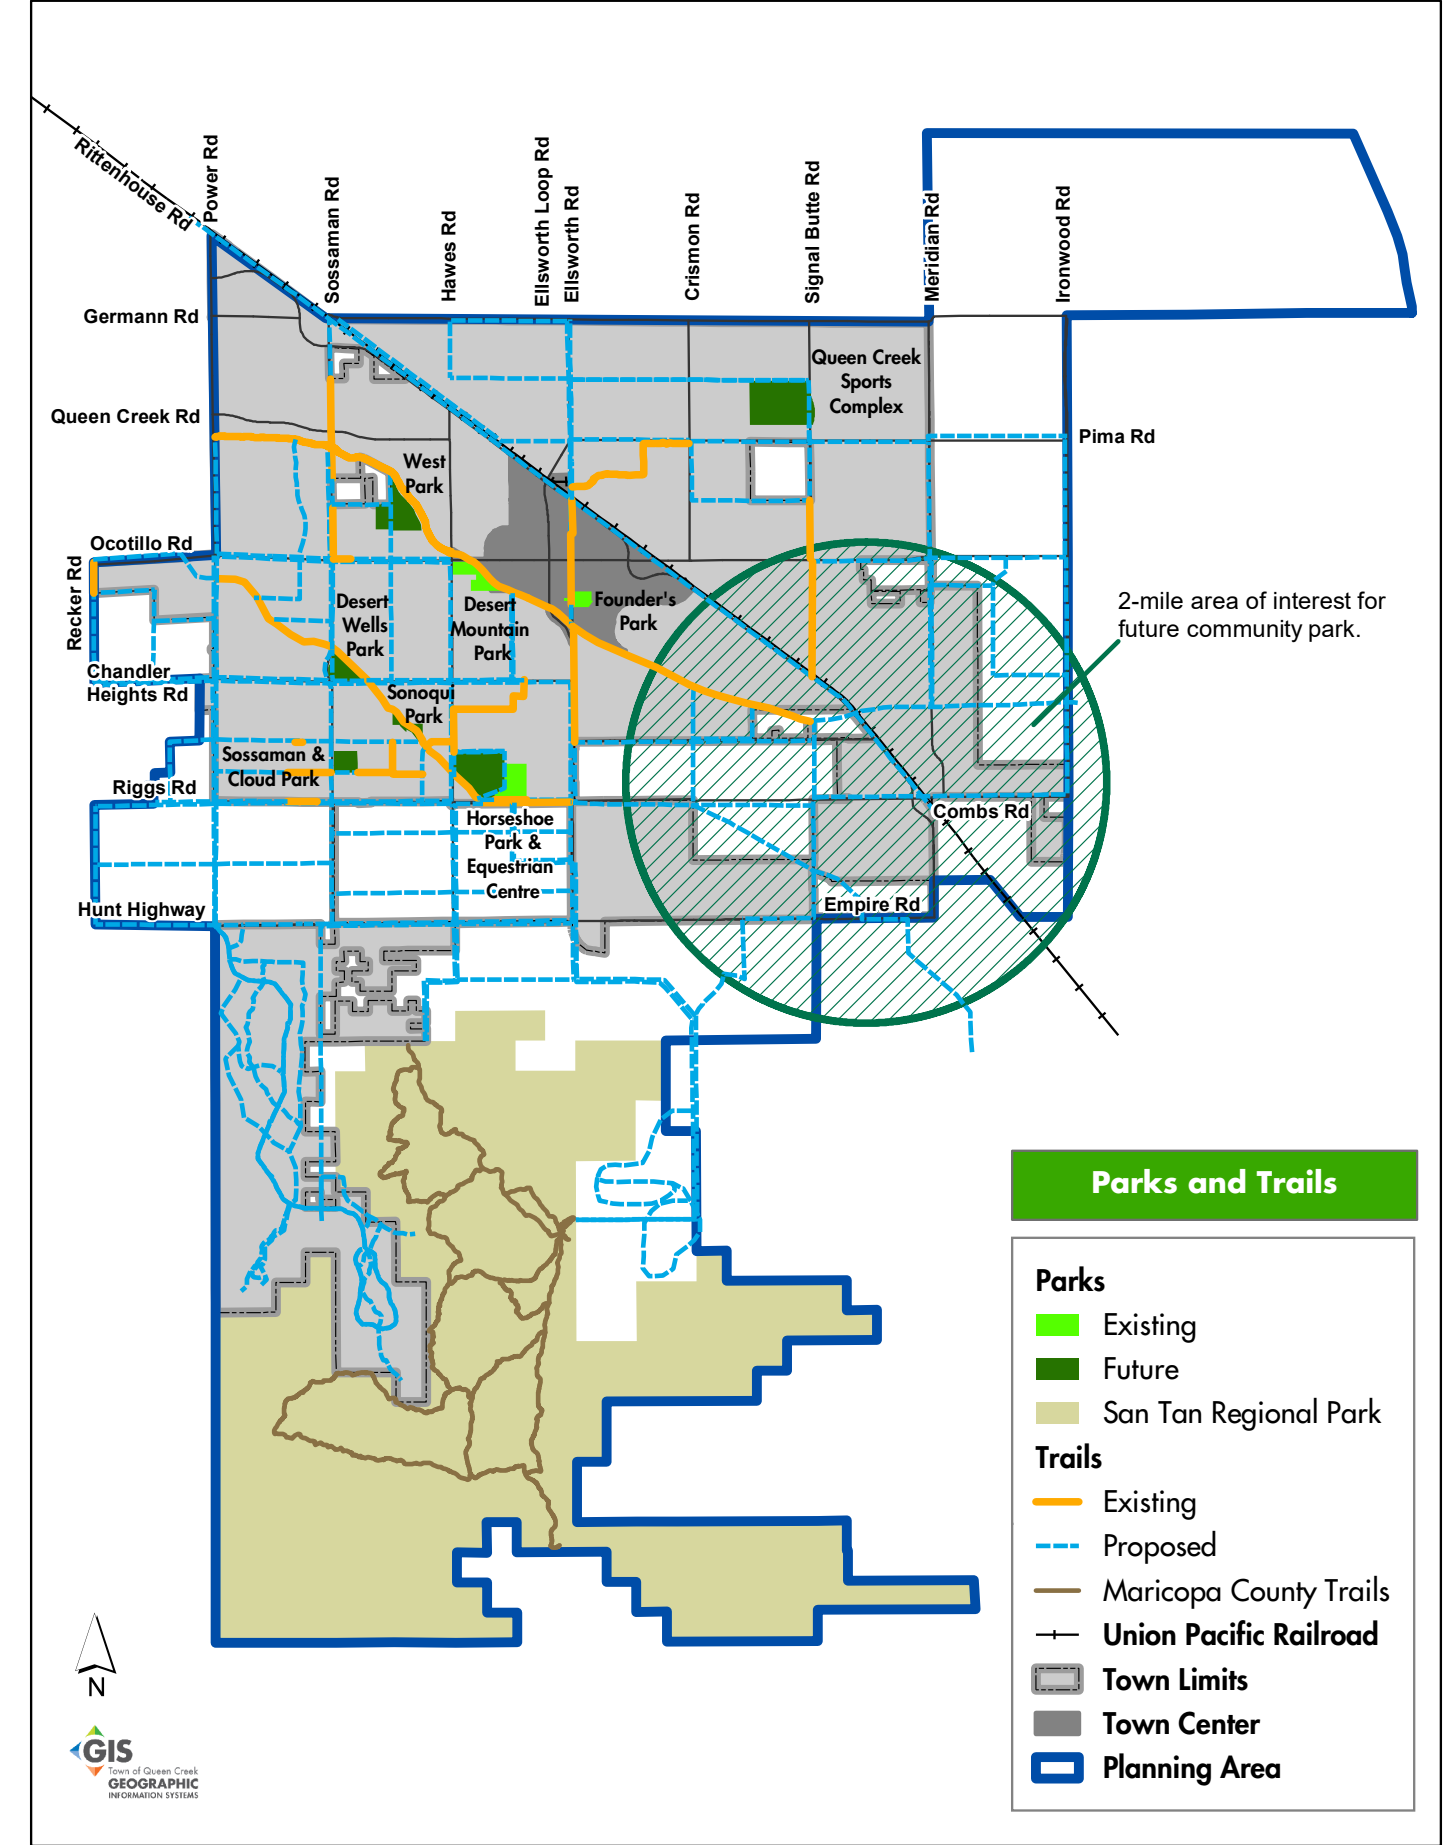 Rittenhouse Rd
Power Rd
Sossaman Rd
Hawes Rd
Ellsworth Loop Rd
Ellsworth Rd
Crismon Rd
Signal Butte Rd
Meridian Rd
Ironwood Rd
Germann Rd
Queen Creek
Sports
Complex
Queen Creek Rd
Pima Rd
West
Park
Ocotillo Rd
Recker Rd
Desert
Wells
Park
Desert
Mountain
Park
Founder's
Park
2-mile area of interest for
future community park.
Chandler
Heights Rd
Sonoqui
Park
Sossaman &
Cloud Park
Riggs Rd
Combs Rd
Horseshoe
Park &
Equestrian
Centre
Hunt Highway
Empire Rd
Parks and Trails
Parks
Existing
Future
San Tan Regional Park
Trails
Existing
Proposed
Maricopa County Trails
Union Pacific Railroad
Town Limits
Town Center
Planning Area
N
GIS
Town of Queen Creek
GEOGRAPHIC
INFORMATION SYSTEMS